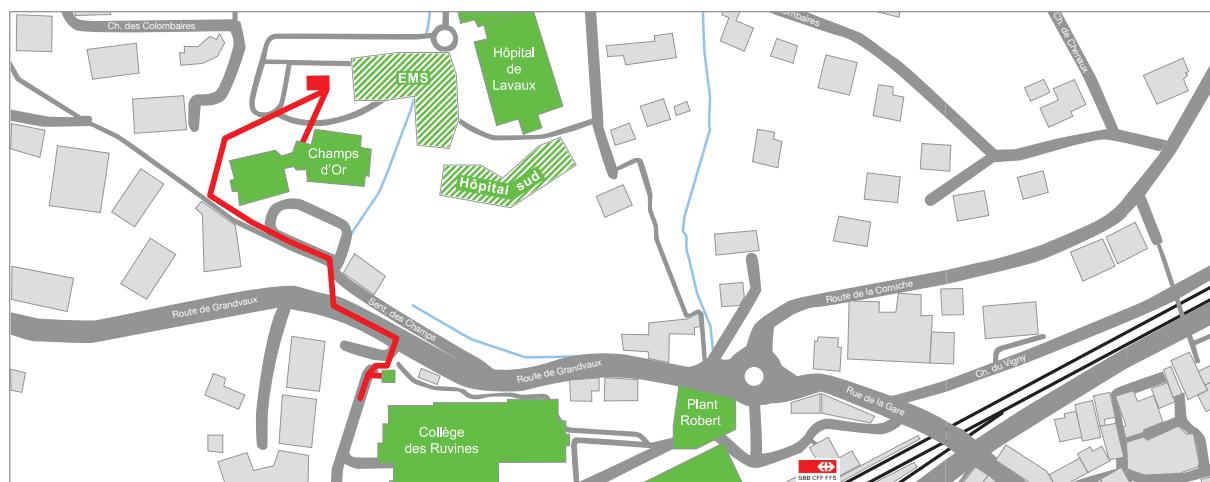 Ch. des Colombaires
Hôpital
de
Lavaux
EMS
Champs
d'Or
Hôpital sud
Ch. de Chenaux
Route de Grandvaux
Sent. des Champs
Route de Grandvaux
Route de la Corniche
Ch. du Vigny
Rue de la Gare
Plant
Robert
Collège
des Ruvines
SBB CFF FFS